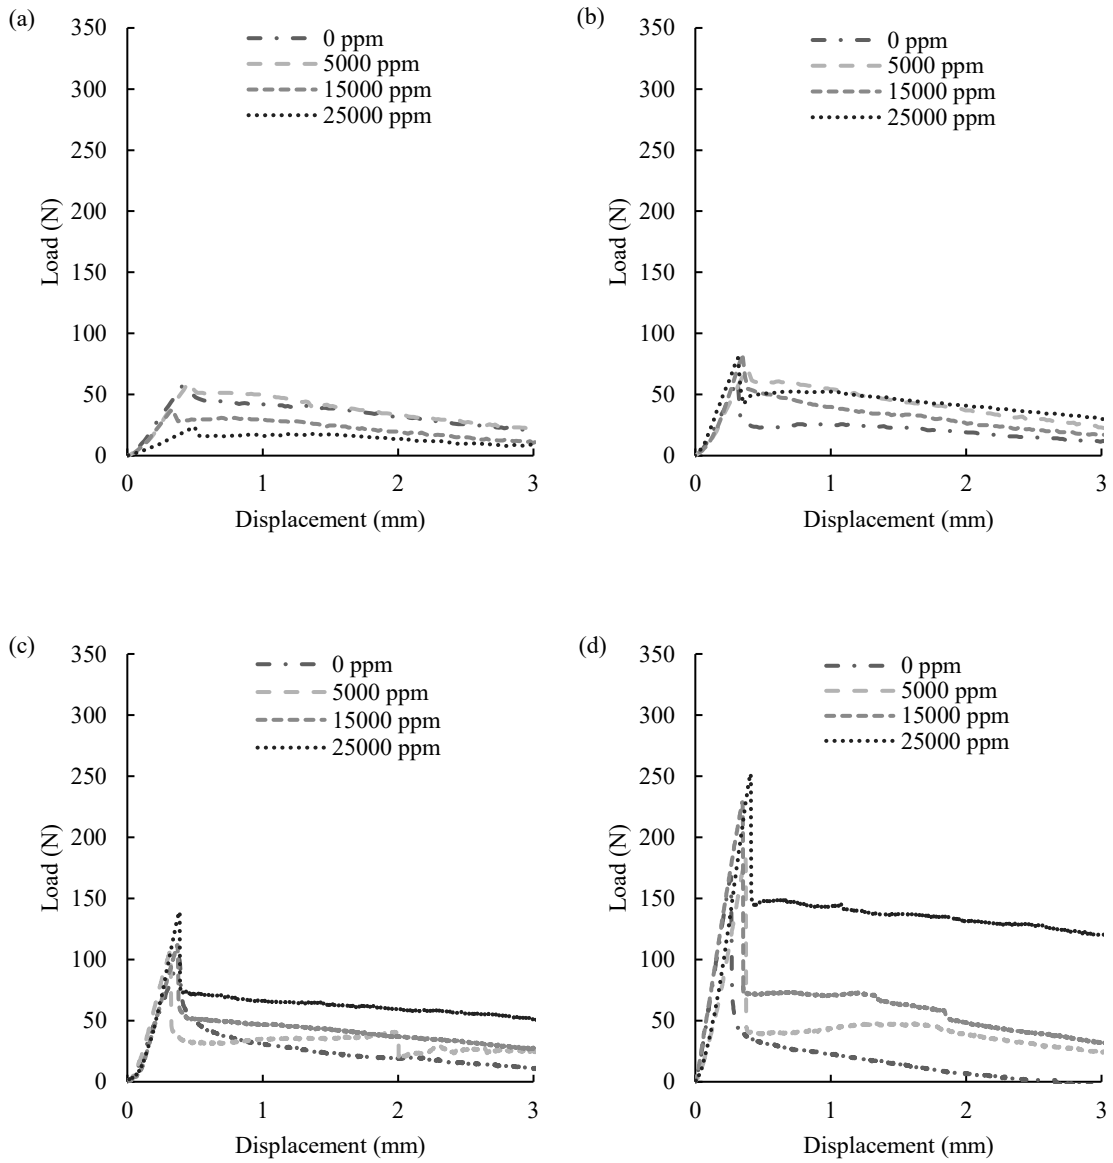 (a)
350
300
250
200
150
100
50
0
Load (N)
0 ppm
5000 ppm
15000 ppm
25000 ppm
0 1 2 3
Displacement (mm)
(b)
350
300
250
200
150
100
50
0
Load (N)
0 ppm
5000 ppm
15000 ppm
25000 ppm
0 1 2 3
Displacement (mm)
(c)
350
300
250
200
150
100
50
0
Load (N)
0 ppm
5000 ppm
15000 ppm
25000 ppm
0 1 2 3
Displacement (mm)
(d)
350
300
250
200
150
100
50
0
Load (N)
0 ppm
5000 ppm
15000 ppm
25000 ppm
0 1 2 3
Displacement (mm)